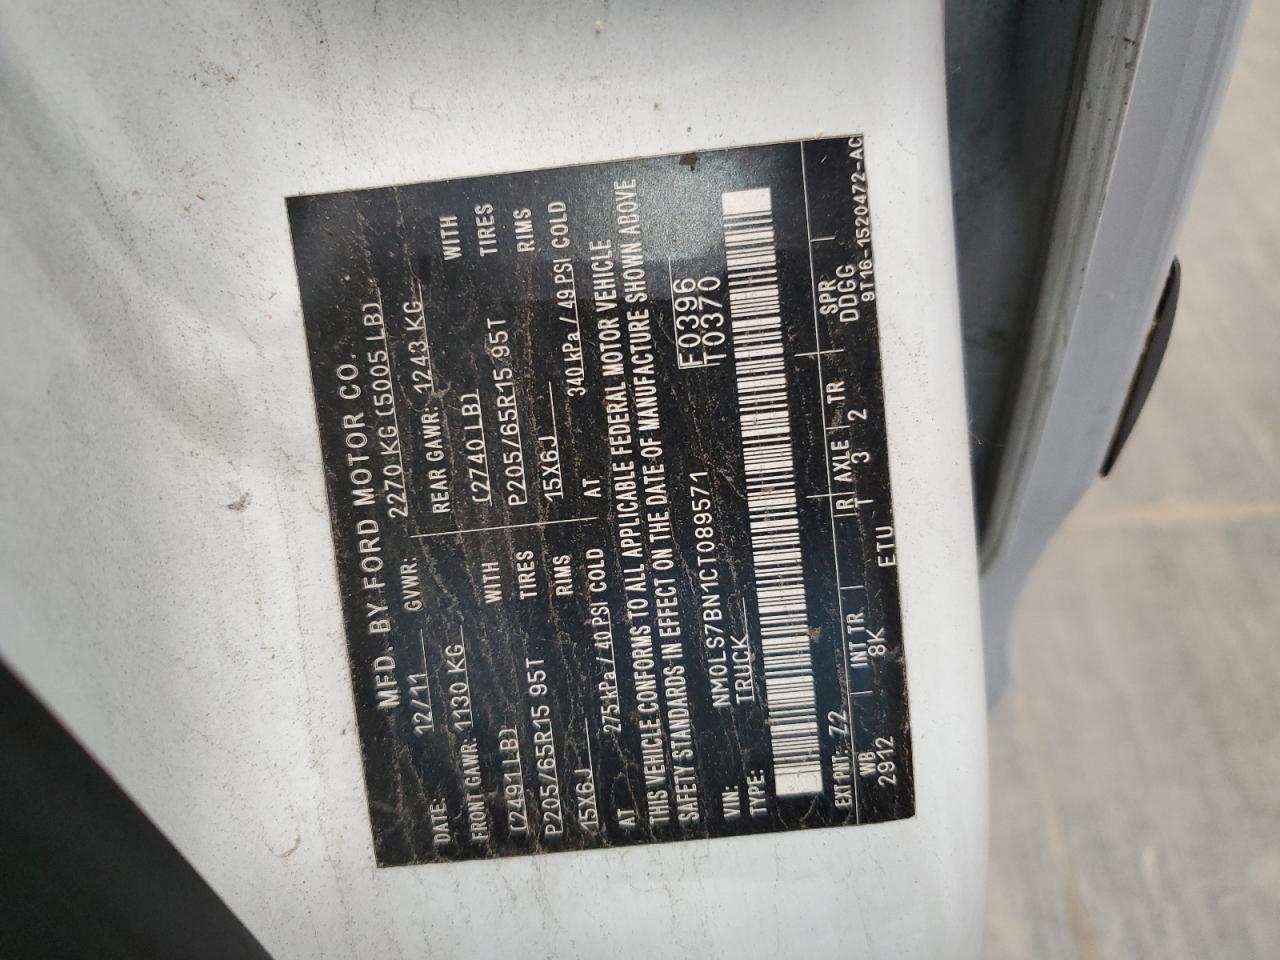 MFD. BY FORD MOTOR CO.
DATE: 12/11 GVWR: 2270 KG (5005 LB)
FRONT GAWR: 1130 KG REAR GAWR: 1243 KG
(2491 LB) WITH (2740 LB) WITH
P205/65R15 95T TIRES P205/65R15 95T TIRES
15X6J RIMS 15X6J RIMS
AT 275 kPa / 40 PSI COLD AT 340 kPa / 49 PSI COLD
THIS VEHICLE CONFORMS TO ALL APPLICABLE FEDERAL MOTOR VEHICLE
SAFETY STANDARDS IN EFFECT ON THE DATE OF MANUFACTURE SHOWN ABOVE
VIN: NM0LS7BN1CT089571 F0396
TYPE: TRUCK T0370
EXT PNT: Z2 R AXLE TR SPR
WB INT TR 1 3 2 DDGG
2912 8K ETU 9T16-1520472-AC